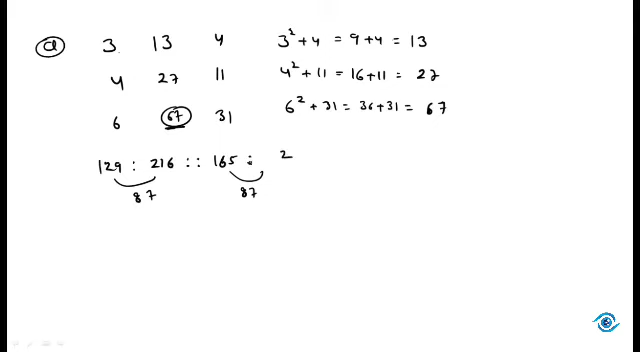 Q 3 13 4 3² + 4 = 9 + 4 = 13
4 27 11 4² + 11 = 16 + 11 = 27
6 67 31 6² + 31 = 36 + 31 = 67
129 : 216 :: 165 : 2
87 87